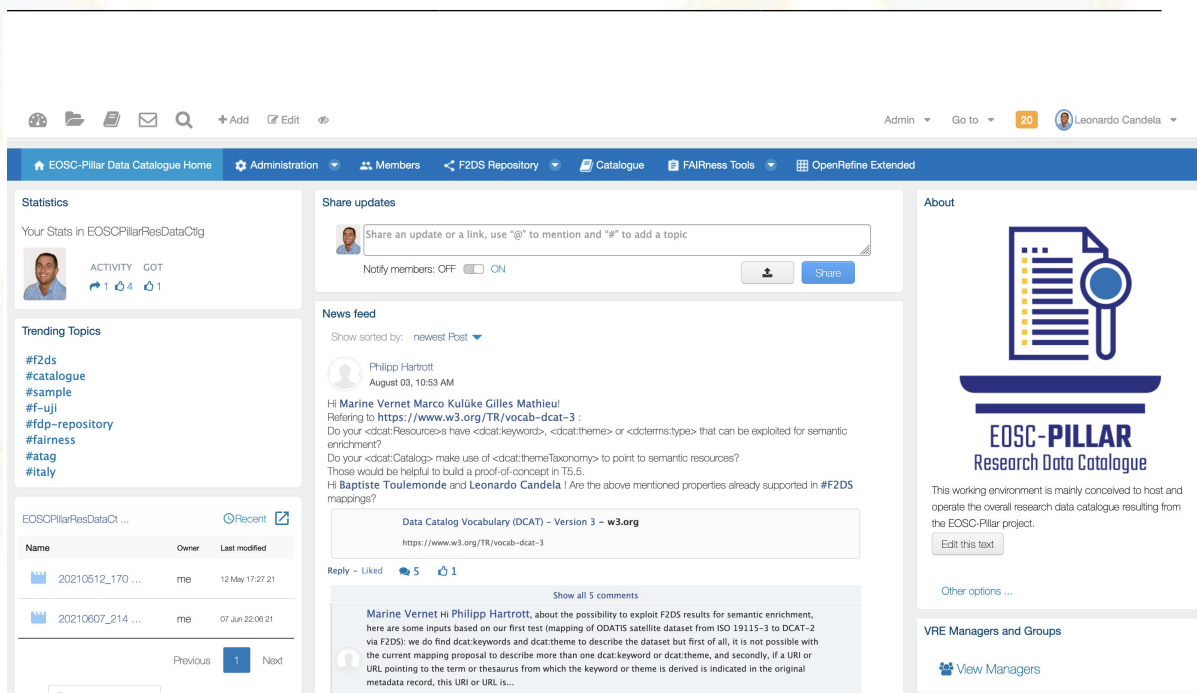 + Add Edit
Admin Go to 20 Leonardo Candela
EOSC-Pillar Data Catalogue Home Administration Members F2DS Repository Catalogue FAIRness Tools OpenRefine Extended
Statistics
Your Stats in EOSCPillarResDataCtlg
ACTIVITY GOT
1 4 1
Trending Topics
#f2ds
#catalogue
#sample
#f-uji
#fdp-repository
#fairness
#atag
#italy
EOSCPillarResDataCt ... Recent
Name Owner Last modified
20210512_170 ... me 12 May 17:27 21
20210607_214 ... me 07 Jun 22:06 21
Previous 1 Next
Share updates
Share an update or a link, use "@" to mention and "#" to add a topic
Notify members: OFF ON
Share
News feed
Show sorted by: newest Post
Philipp Hartrott
August 03, 10:53 AM
Hi Marine Vernet Marco Kulüke Gilles Mathieu!
Refering to https://www.w3.org/TR/vocab-dcat-3 :
Do your <dcat:Resource>s have <dcat:keyword>, <dcat:theme> or <dcterms:type> that can be exploited for semantic
enrichment?
Do your <dcat:Catalog> make use of <dcat:themeTaxonomy> to point to semantic resources?
Those would be helpful to build a proof-of-concept in T5.5.
Hi Baptiste Toulemonde and Leonardo Candela ! Are the above mentioned properties already supported in #F2DS
mappings?
Data Catalog Vocabulary (DCAT) - Version 3 - w3.org
https://www.w3.org/TR/vocab-dcat-3
Reply - Liked 5 1
Show all 5 comments
Marine Vernet Hi Philipp Hartrott, about the possibility to exploit F2DS results for semantic enrichment,
here are some inputs based on our first test (mapping of ODATIS satellite dataset from ISO 19115-3 to DCAT-2
via F2DS): we do find dcat:keywords and dcat:theme to describe the dataset but first of all, it is not possible with
the current mapping proposal to describe more than one dcat:keyword or dcat:theme, and secondly, if a URI or
URL pointing to the term or thesaurus from which the keyword or theme is derived is indicated in the original
metadata record, this URI or URL is...
About
EOSC-PILLAR
Research Data Catalogue
This working environment is mainly conceived to host and
operate the overall research data catalogue resulting from
the EOSC-Pillar project.
Edit this text
Other options ...
VRE Managers and Groups
View Managers